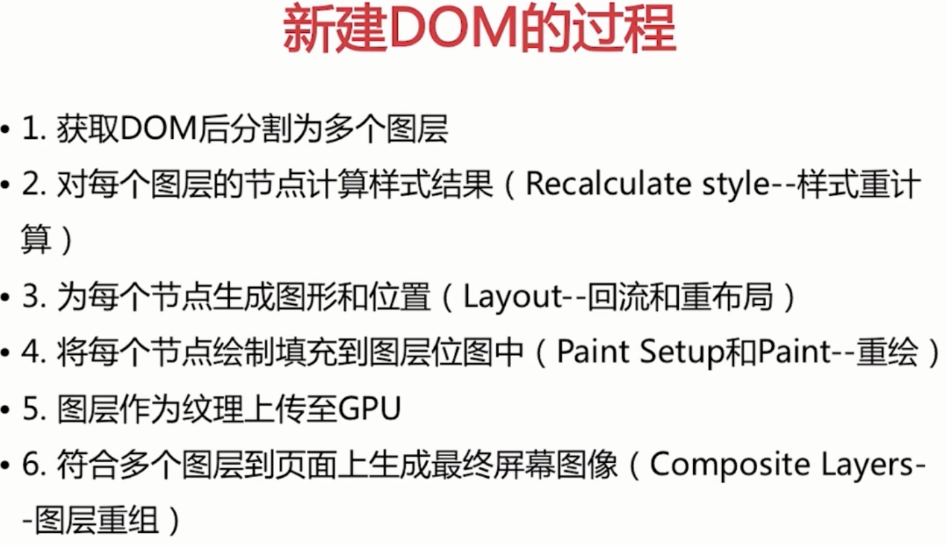 新建DOM的过程
• 1. 获取DOM后分割为多个图层
• 2. 对每个图层的节点计算样式结果（Recalculate style--样式重计
算）
• 3. 为每个节点生成图形和位置（Layout--回流和重布局）
• 4. 将每个节点绘制填充到图层位图中（Paint Setup和Paint--重绘）
• 5. 图层作为纹理上传至GPU
• 6. 符合多个图层到页面上生成最终屏幕图像（Composite Layers-
-图层重组）